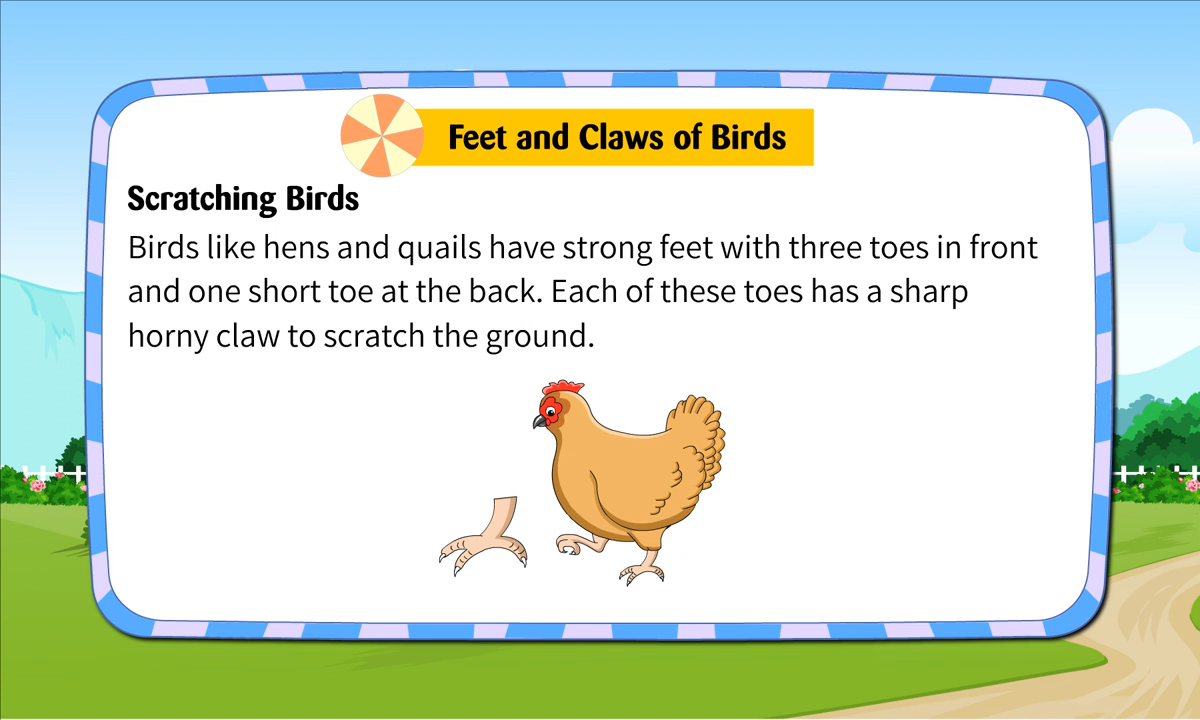 Feet and Claws of Birds
Scratching Birds
Birds like hens and quails have strong feet with three toes in front
and one short toe at the back. Each of these toes has a sharp
horny claw to scratch the ground.